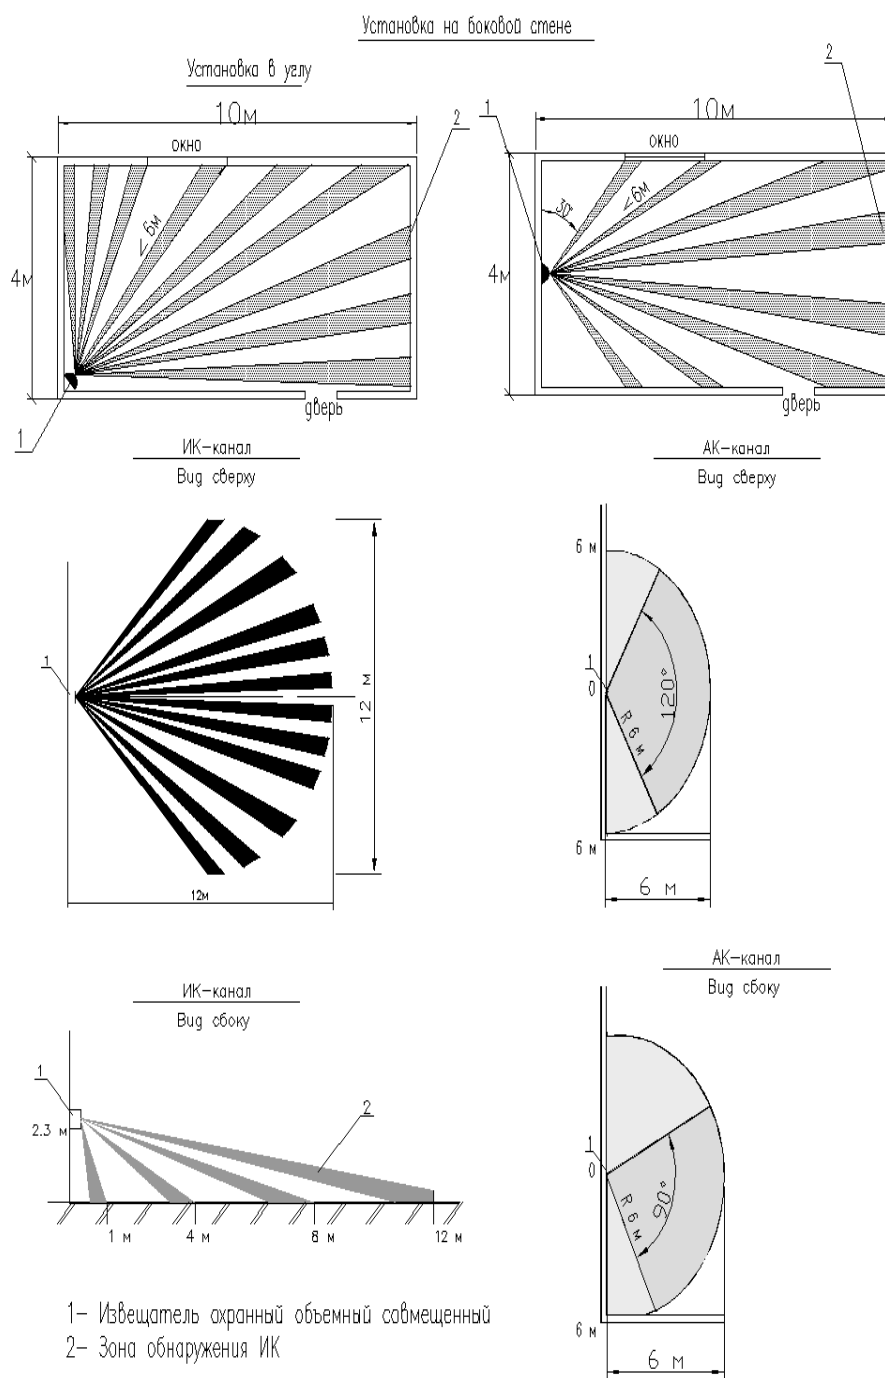 Установка на боковой стене
Установка в углу
10м
2
1
10м
2
окно
окно
<6м
30°
<6м
4м
4м
дверь
дверь
1
ИК-канал
Вид сверху
АК-канал
Вид сверху
6 м
1
12 м
1
0
120°
R 6 м
12м
6 м
6 м
АК-канал
Вид сбоку
ИК-канал
Вид сбоку
1
2.3 м
2
1
0
90°
R 6 м
1 м
4 м
8 м
12 м
6 м
6 м
1- Извещатель охранный объемный совмещенный
2- Зона обнаружения ИК